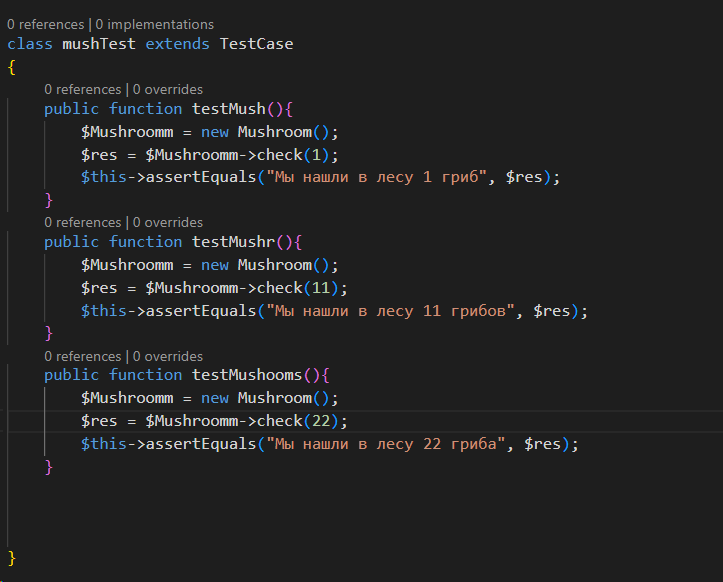 0 references | 0 implementations
class mushTest extends TestCase
{
0 references | 0 overrides
public function testMush(){
$Mushroomm = new Mushroom();
$res = $Mushroomm->check(1);
$this->assertEquals("Мы нашли в лесу 1 гриб", $res);
}
0 references | 0 overrides
public function testMushr(){
$Mushroomm = new Mushroom();
$res = $Mushroomm->check(11);
$this->assertEquals("Мы нашли в лесу 11 грибов", $res);
}
0 references | 0 overrides
public function testMushooms(){
$Mushroomm = new Mushroom();
$res = $Mushroomm->check(22);
$this->assertEquals("Мы нашли в лесу 22 гриба", $res);
}
}